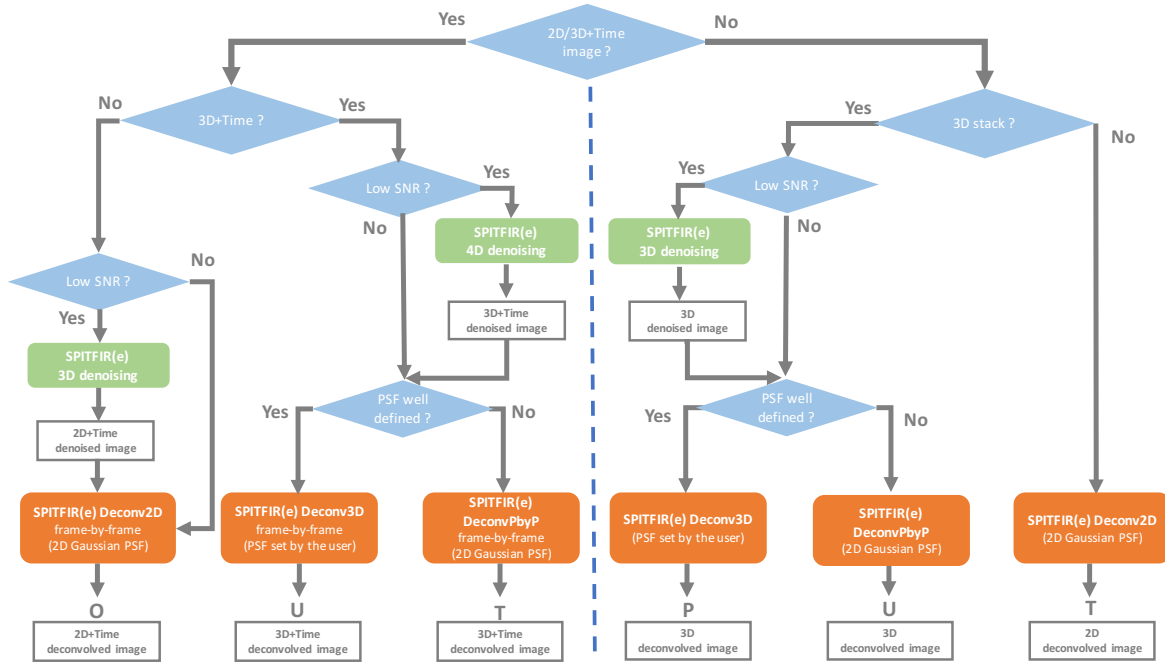 Yes
2D/3D+Time
image ?
No
No
3D+Time ?
Yes
Yes
3D stack ?
No
Low SNR ?
Yes
No
SPITFIR(e)
4D denoising
3D+Time
denoised image
Yes
Low SNR ?
No
SPITFIR(e)
3D denoising
3D
denoised image
Low SNR ?
No
Yes
SPITFIR(e)
3D denoising
2D+Time
denoised image
Yes
PSF well
defined ?
No
Yes
PSF well
defined ?
No
SPITFIR(e) Deconv2D
frame-by-frame
(2D Gaussian PSF)
SPITFIR(e) Deconv3D
frame-by-frame
(PSF set by the user)
SPITFIR(e)
DeconvPbyP
frame-by-frame
(2D Gaussian PSF)
SPITFIR(e) Deconv3D
(PSF set by the user)
SPITFIR(e)
DeconvPbyP
(2D Gaussian PSF)
SPITFIR(e) Deconv2D
(2D Gaussian PSF)
O
U
T
P
U
T
2D+Time
deconvolved image
3D+Time
deconvolved image
3D+Time
deconvolved image
3D
deconvolved image
3D
deconvolved image
2D
deconvolved image